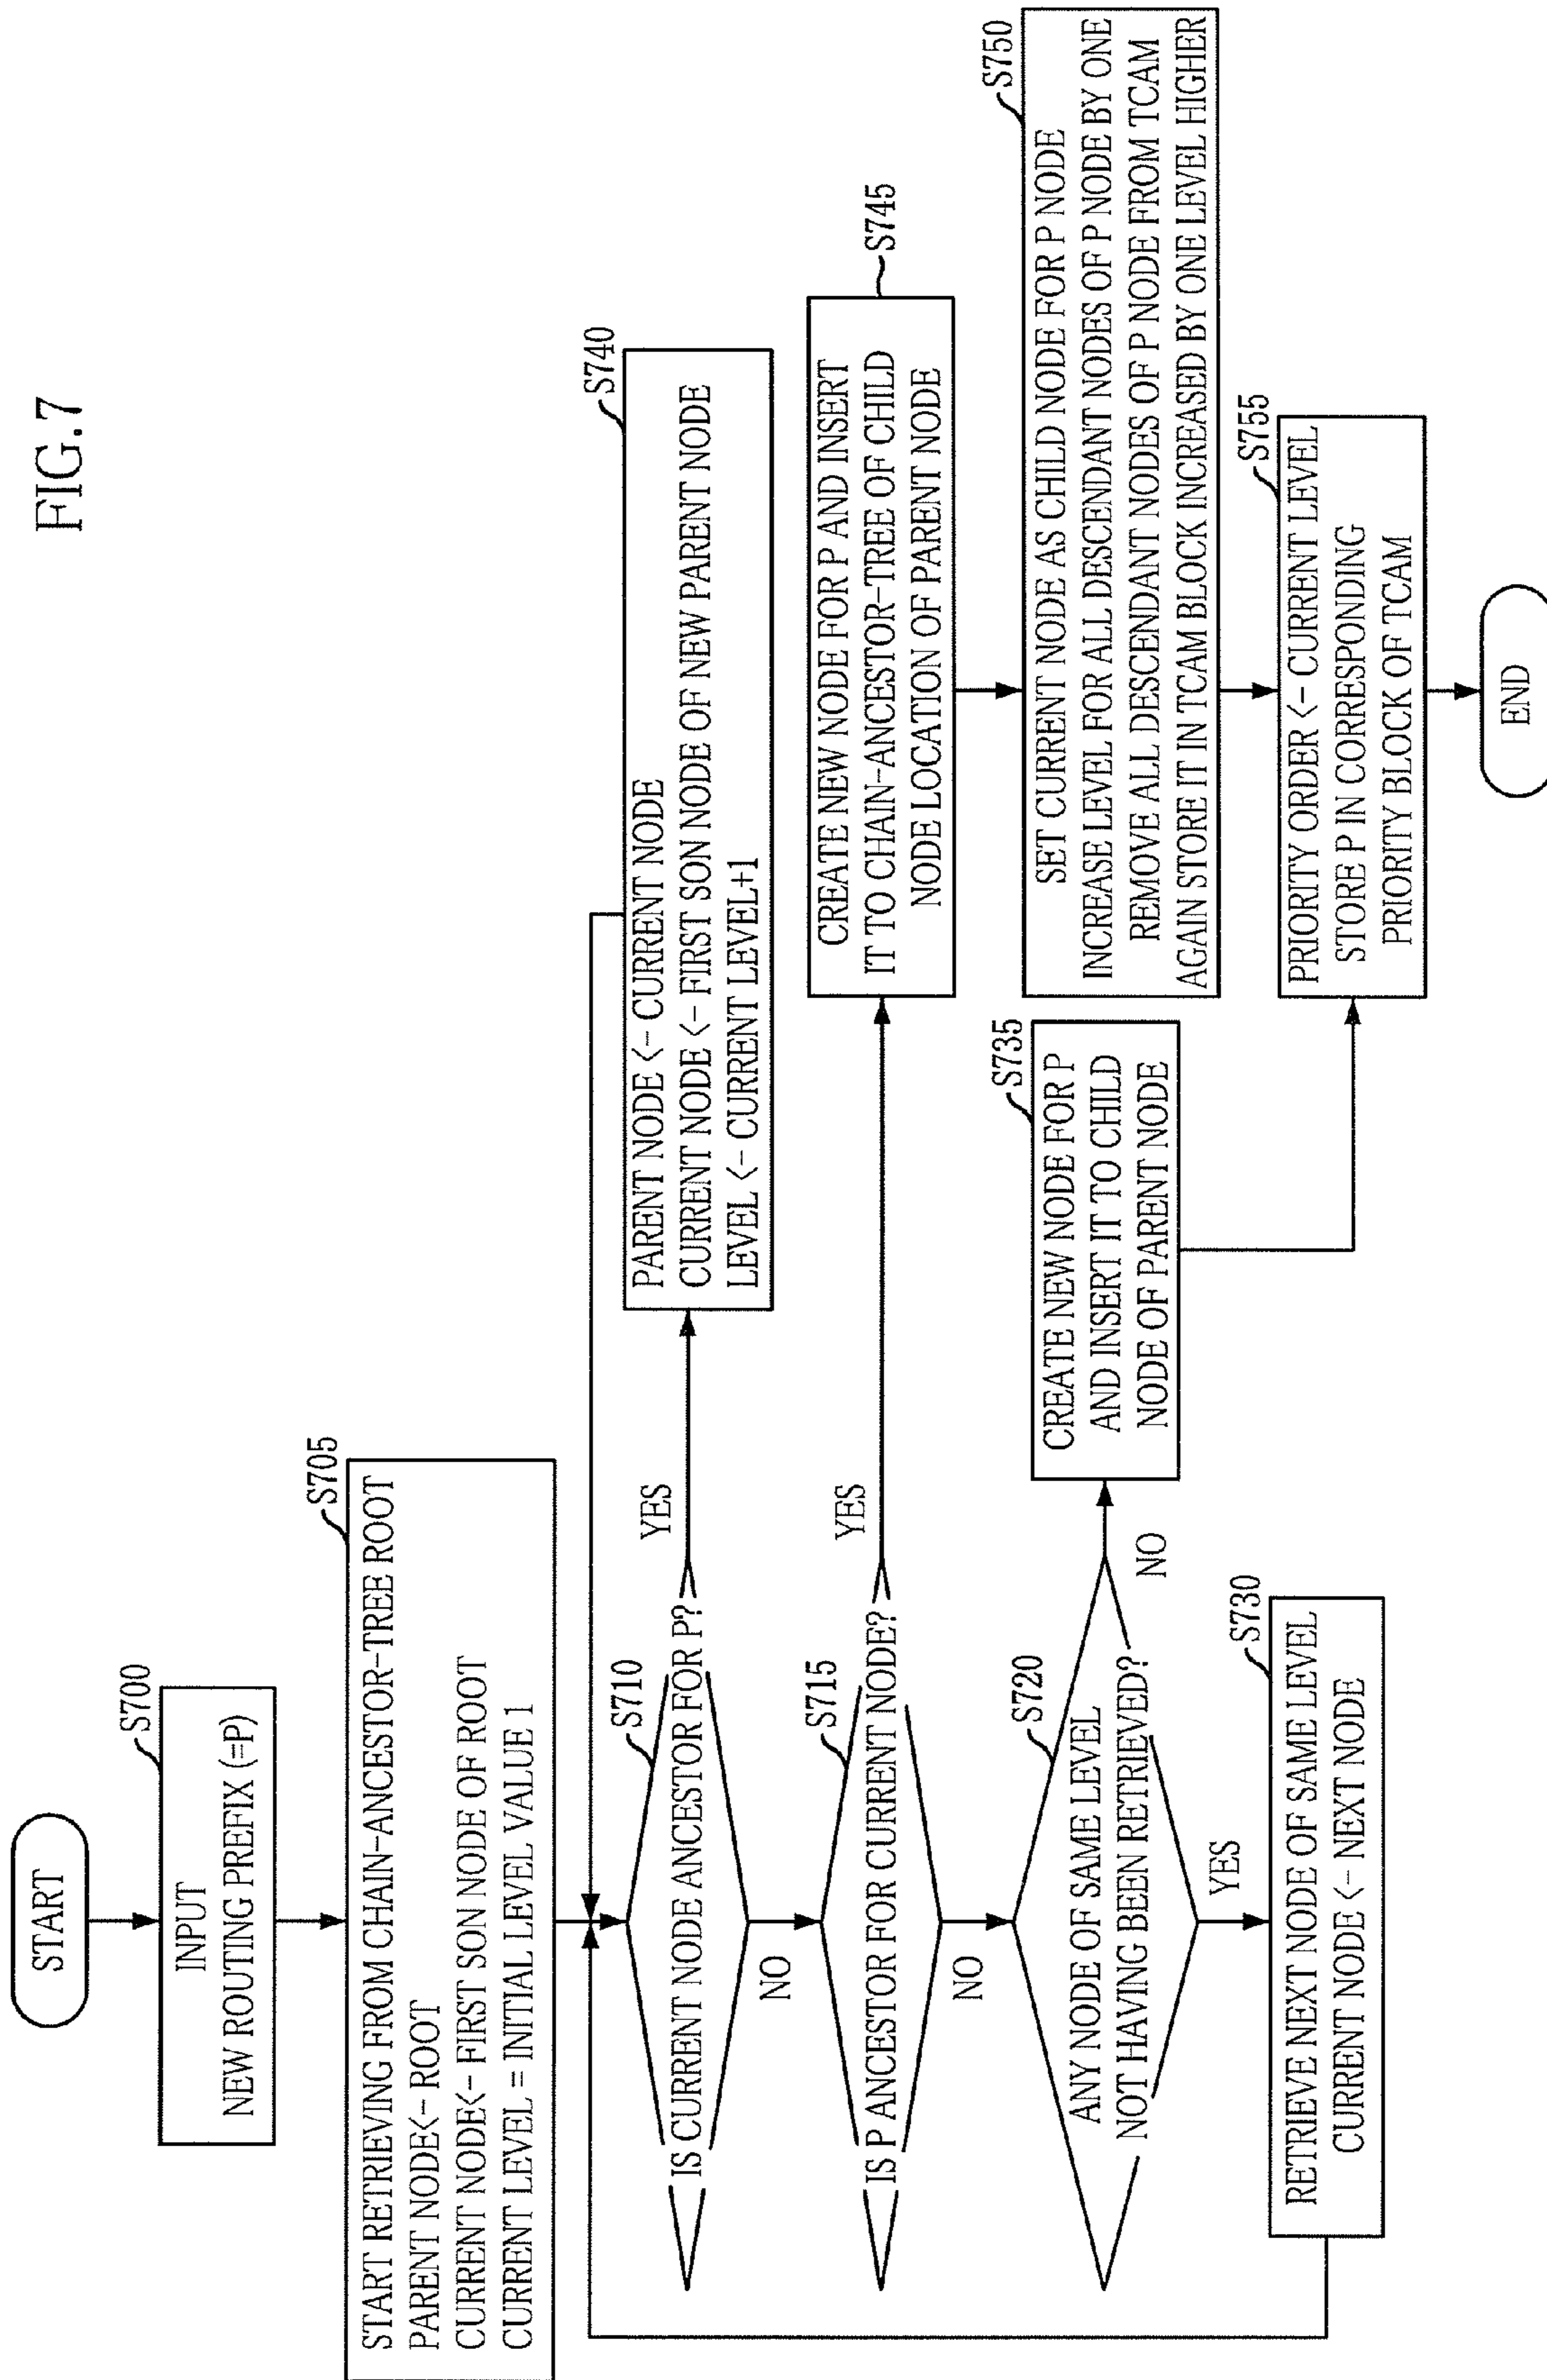 FIG.7
START
S700
INPUT
NEW ROUTING PREFIX (=P)
S705
START RETRIEVING FROM CHAIN-ANCESTOR-TREE ROOT
PARENT NODE<- ROOT
CURRENT NODE<- FIRST SON NODE OF ROOT
CURRENT LEVEL = INITIAL LEVEL VALUE 1
S710
IS CURRENT NODE ANCESTOR FOR P?
YES
NO
S740
PARENT NODE <- CURRENT NODE
CURRENT NODE <- FIRST SON NODE OF NEW PARENT NODE
LEVEL <- CURRENT LEVEL+1
S715
IS P ANCESTOR FOR CURRENT NODE?
YES
NO
S745
CREATE NEW NODE FOR P AND INSERT
IT TO CHAIN-ANCESTOR-TREE OF CHILD
NODE LOCATION OF PARENT NODE
S720
ANY NODE OF SAME LEVEL
NOT HAVING BEEN RETRIEVED?
NO
YES
S735
CREATE NEW NODE FOR P
AND INSERT IT TO CHILD
NODE OF PARENT NODE
S750
SET CURRENT NODE AS CHILD NODE FOR P NODE
INCREASE LEVEL FOR ALL DESCENDANT NODES OF P NODE BY ONE
REMOVE ALL DESCENDANT NODES OF P NODE FROM TCAM
AGAIN STORE IT IN TCAM BLOCK INCREASED BY ONE LEVEL HIGHER
S730
RETRIEVE NEXT NODE OF SAME LEVEL
CURRENT NODE <- NEXT NODE
S755
PRIORITY ORDER <- CURRENT LEVEL
STORE P IN CORRESPONDING
PRIORITY BLOCK OF TCAM
END